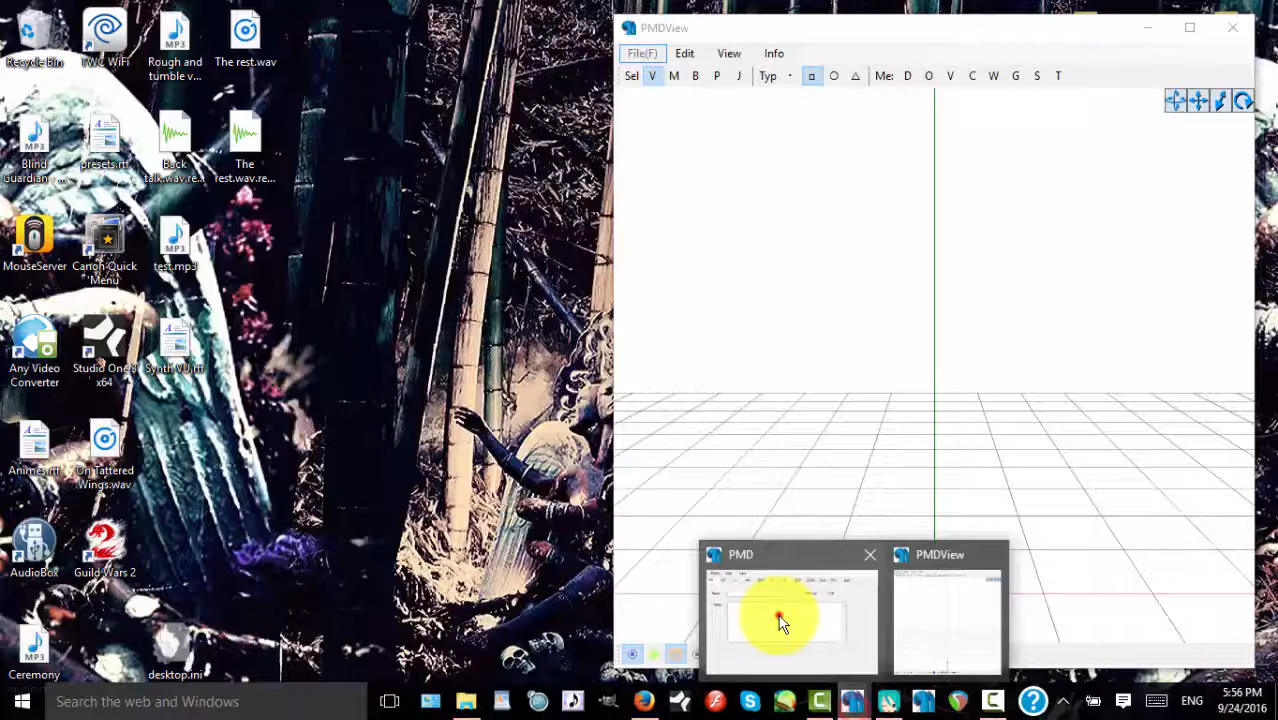 Recycle Bin
TWC WiFi
Rough and
tumble v...
The rest.wav
Blind
Guardian...
presets.rtf
Back
talk.wav.re...
The
rest.wav.re...
MouseServer
Canon Quick
Menu
test.mp3
Any Video
Converter
Studio One 3
x64
Synth VU.rtf
Animes.rtf
On Tattered
Wings.wav
AudioBox
Guild Wars 2
Ceremony
desktop.ini
PMDView
File(F) Edit View Info
Sel V M B P J Typ Me: D O V C W G S T
PMD
PMDView
Search the web and Windows
ENG
5:56 PM
9/24/2016